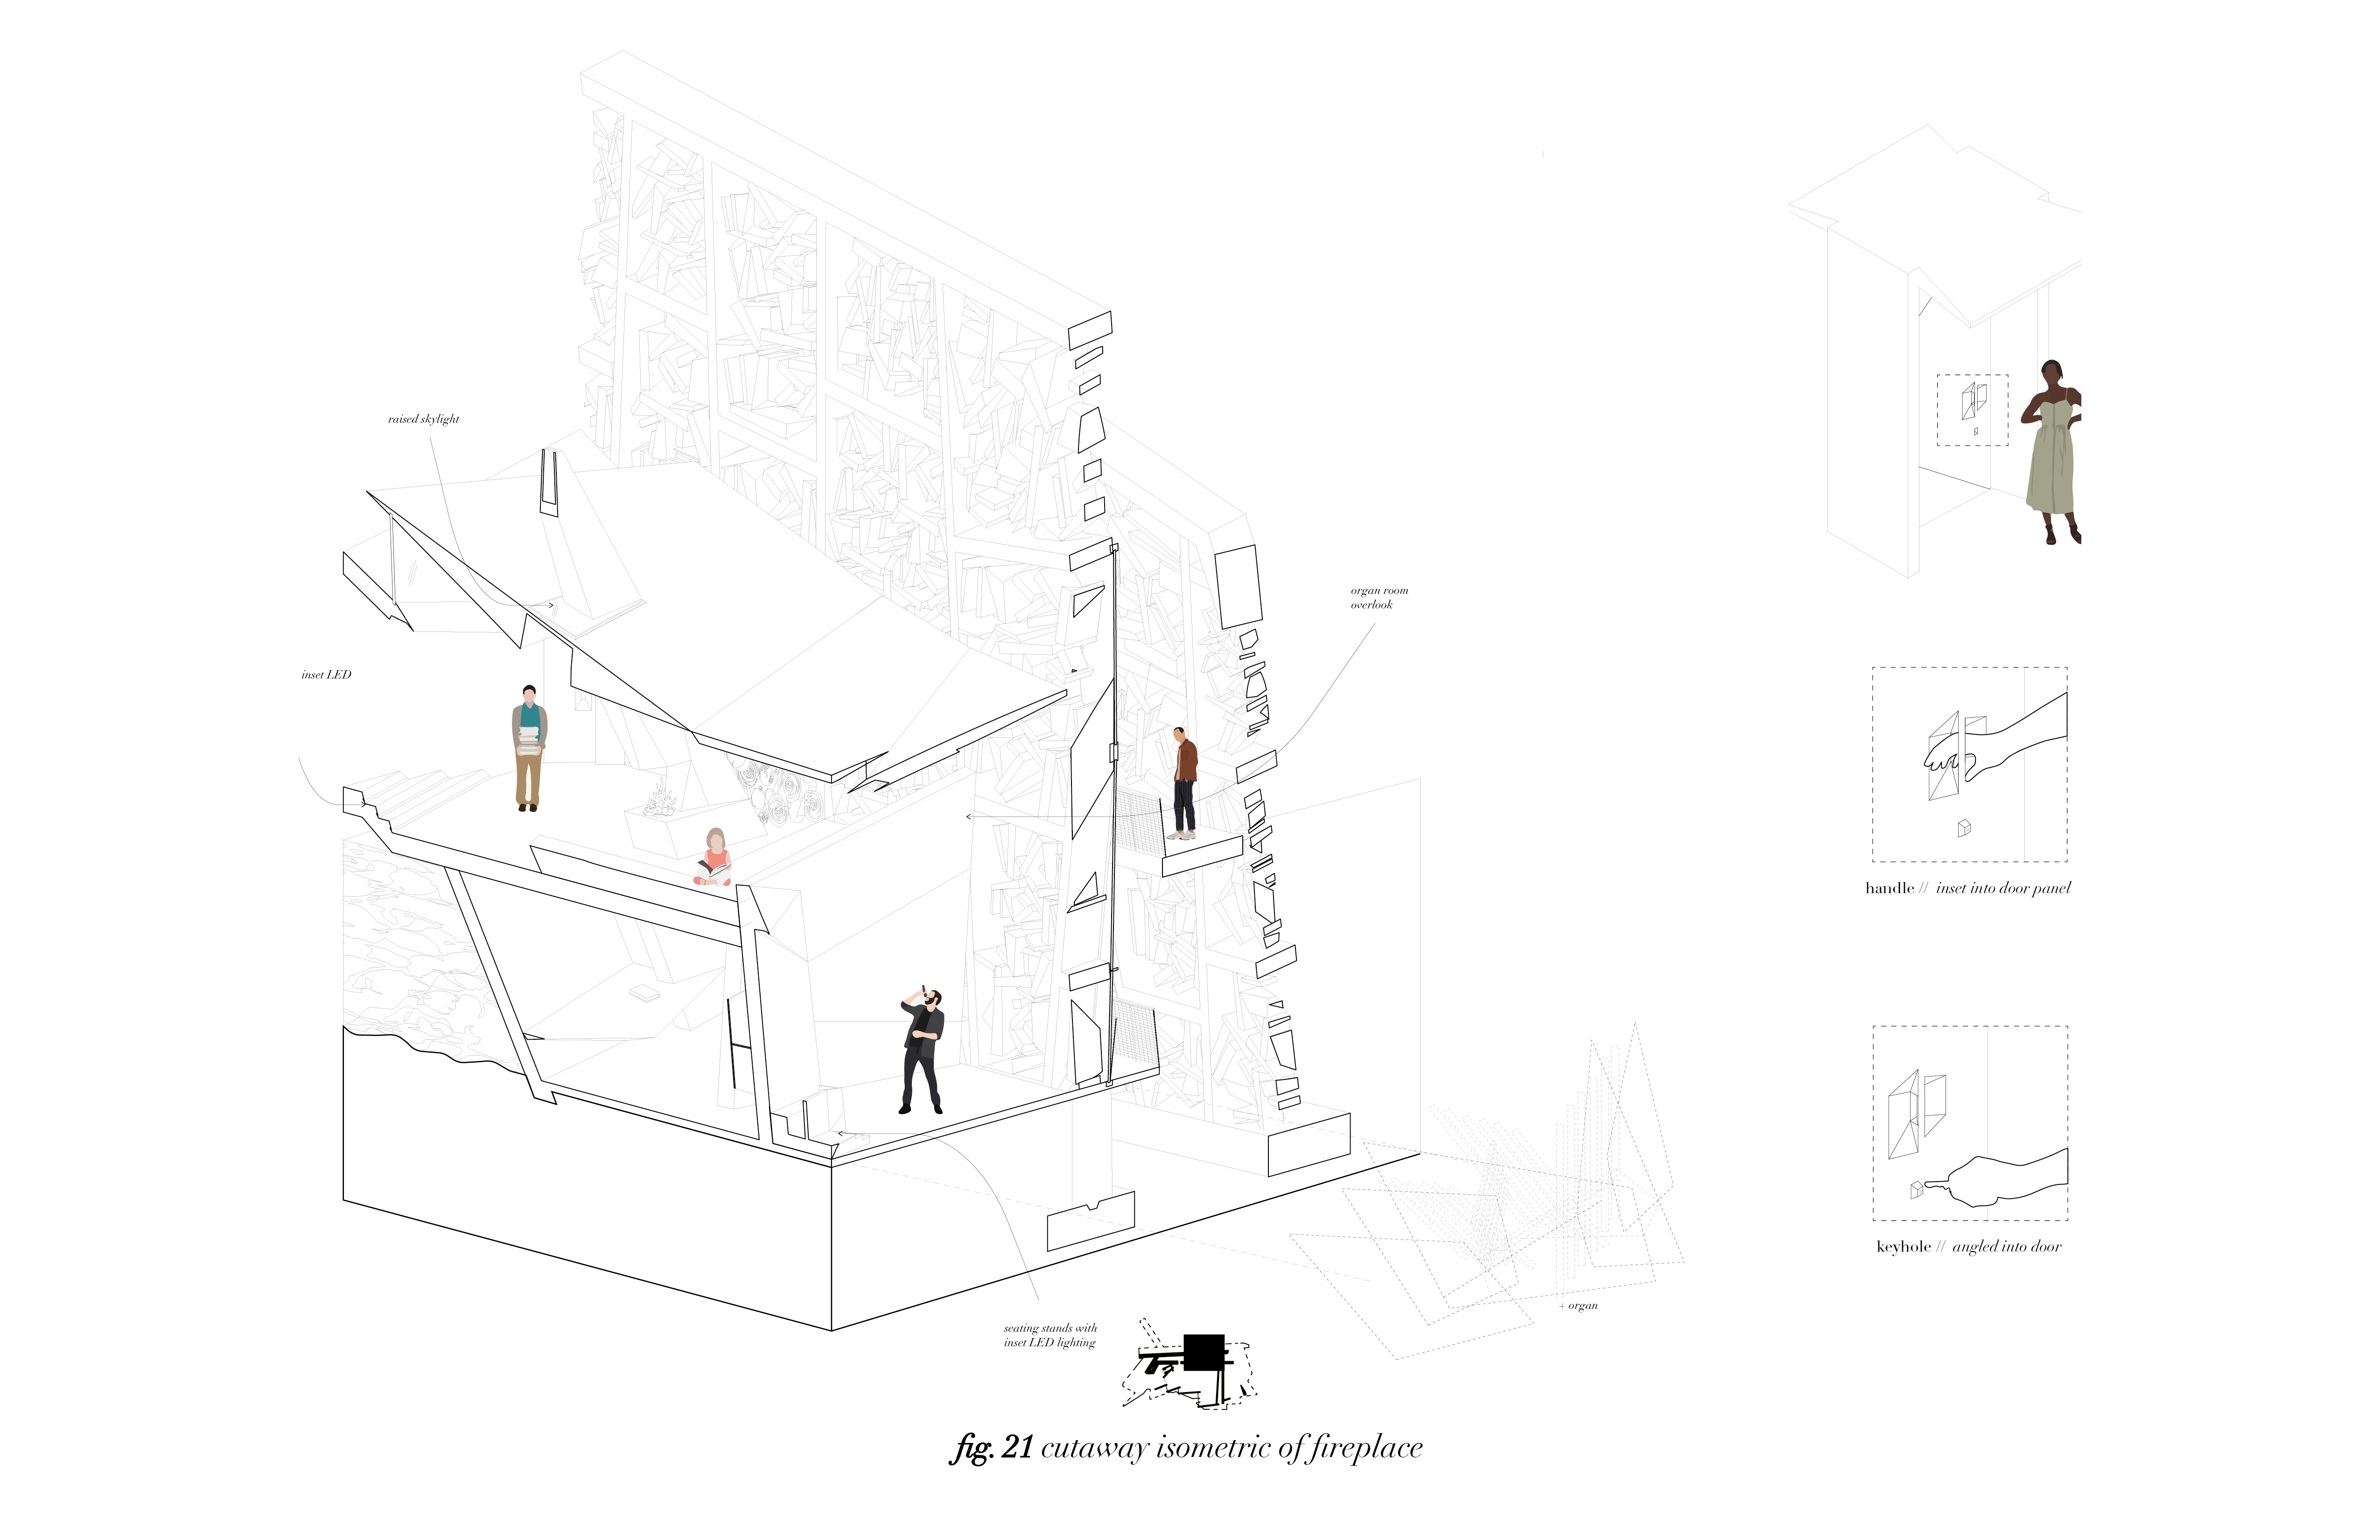 raised skylight
organ room
overlook
inset LED
handle // inset into door panel
keyhole // angled into door
+ organ
seating stands with
inset LED lighting
fig. 21 cutaway isometric of fireplace